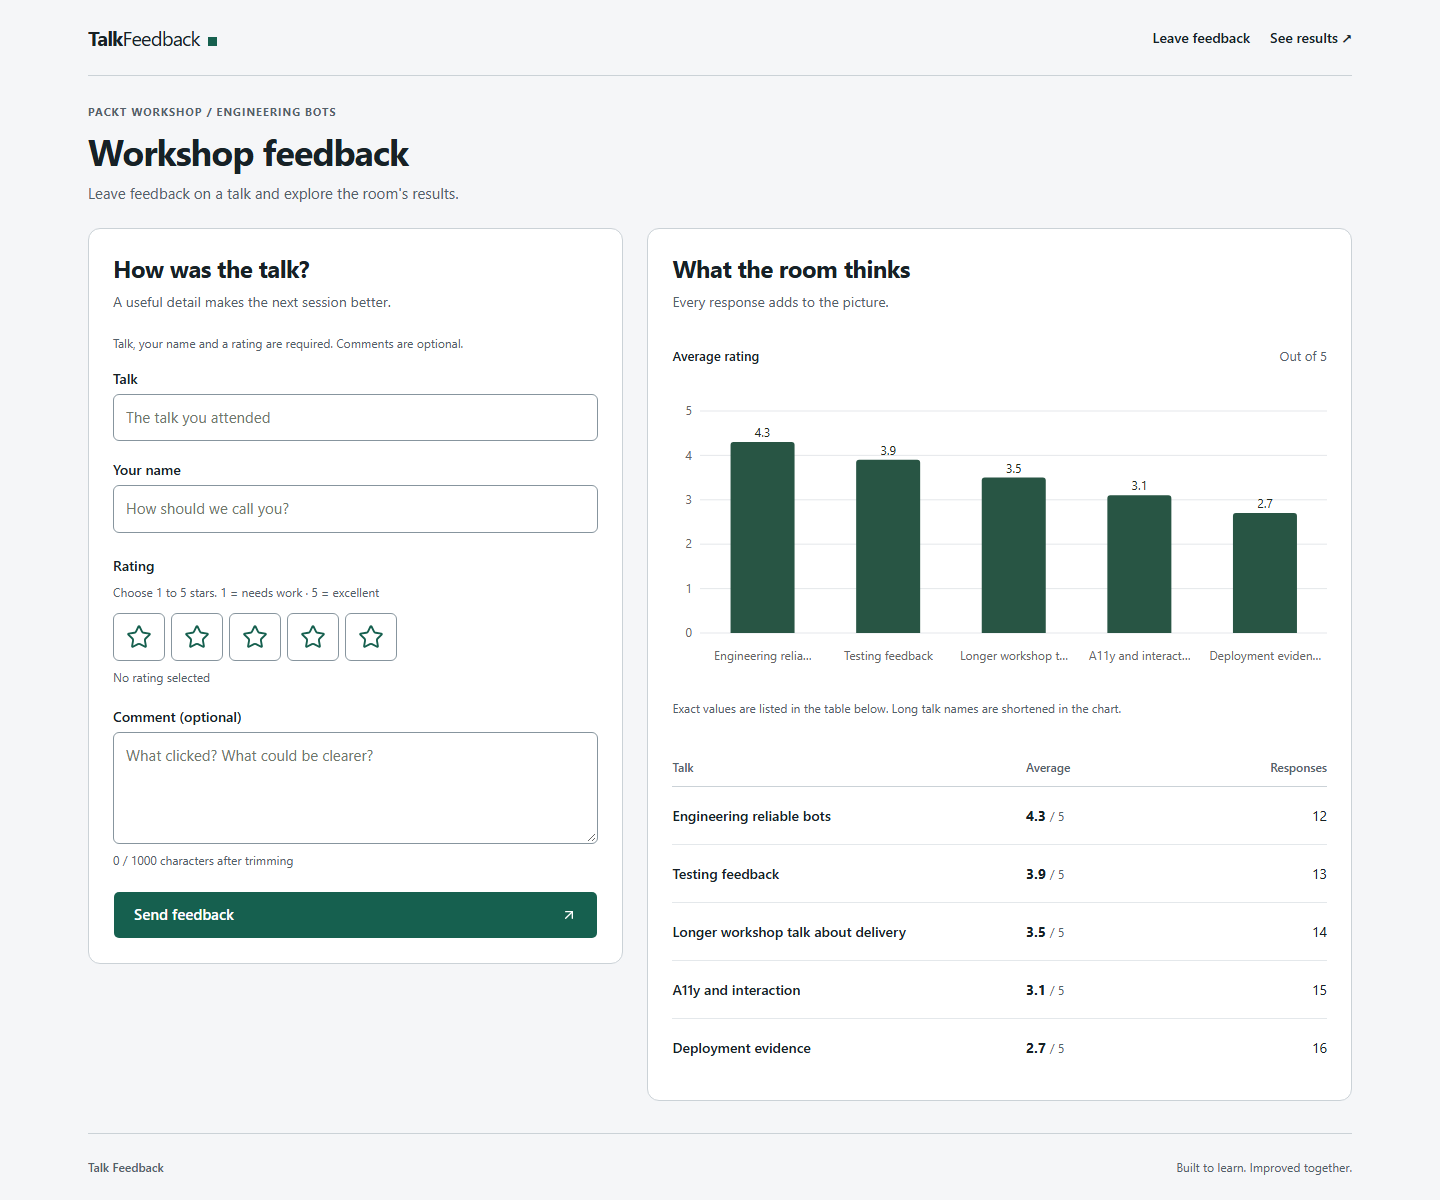 TalkFeedback
Leave feedback
See results ↗
PACKT WORKSHOP / ENGINEERING BOTS
Workshop feedback
Leave feedback on a talk and explore the room's results.
How was the talk?
A useful detail makes the next session better.
Talk, your name and a rating are required. Comments are optional.
Talk
The talk you attended
Your name
How should we call you?
Rating
Choose 1 to 5 stars. 1 = needs work · 5 = excellent
No rating selected
Comment (optional)
What clicked? What could be clearer?
0 / 1000 characters after trimming
Send feedback
What the room thinks
Every response adds to the picture.
Average rating
Out of 5
5
4
3
2
1
0
4.3
3.9
3.5
3.1
2.7
Engineering relia...
Testing feedback
Longer workshop t...
A11y and interact...
Deployment eviden...
Exact values are listed in the table below. Long talk names are shortened in the chart.
Talk Average Responses
Engineering reliable bots 4.3 / 5 12
Testing feedback 3.9 / 5 13
Longer workshop talk about delivery 3.5 / 5 14
A11y and interaction 3.1 / 5 15
Deployment evidence 2.7 / 5 16
Talk Feedback
Built to learn. Improved together.